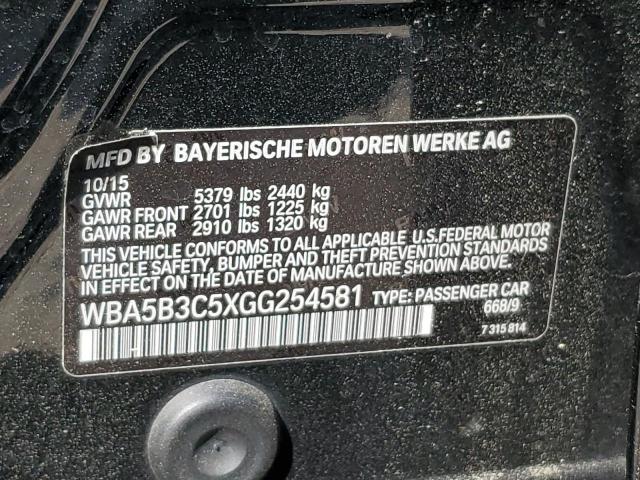 MFD BY BAYERISCHE MOTOREN WERKE AG
10/15
GVWR 5379 lbs 2440 kg
GAWR FRONT 2701 lbs 1225 kg
GAWR REAR 2910 lbs 1320 kg
THIS VEHICLE CONFORMS TO ALL APPLICABLE U.S.FEDERAL MOTOR
VEHICLE SAFETY, BUMPER AND THEFT PREVENTION STANDARDS
IN EFFECT ON THE DATE OF MANUFACTURE SHOWN ABOVE.
WBA5B3C5XGG254581 TYPE: PASSENGER CAR
668/9
7 315 814